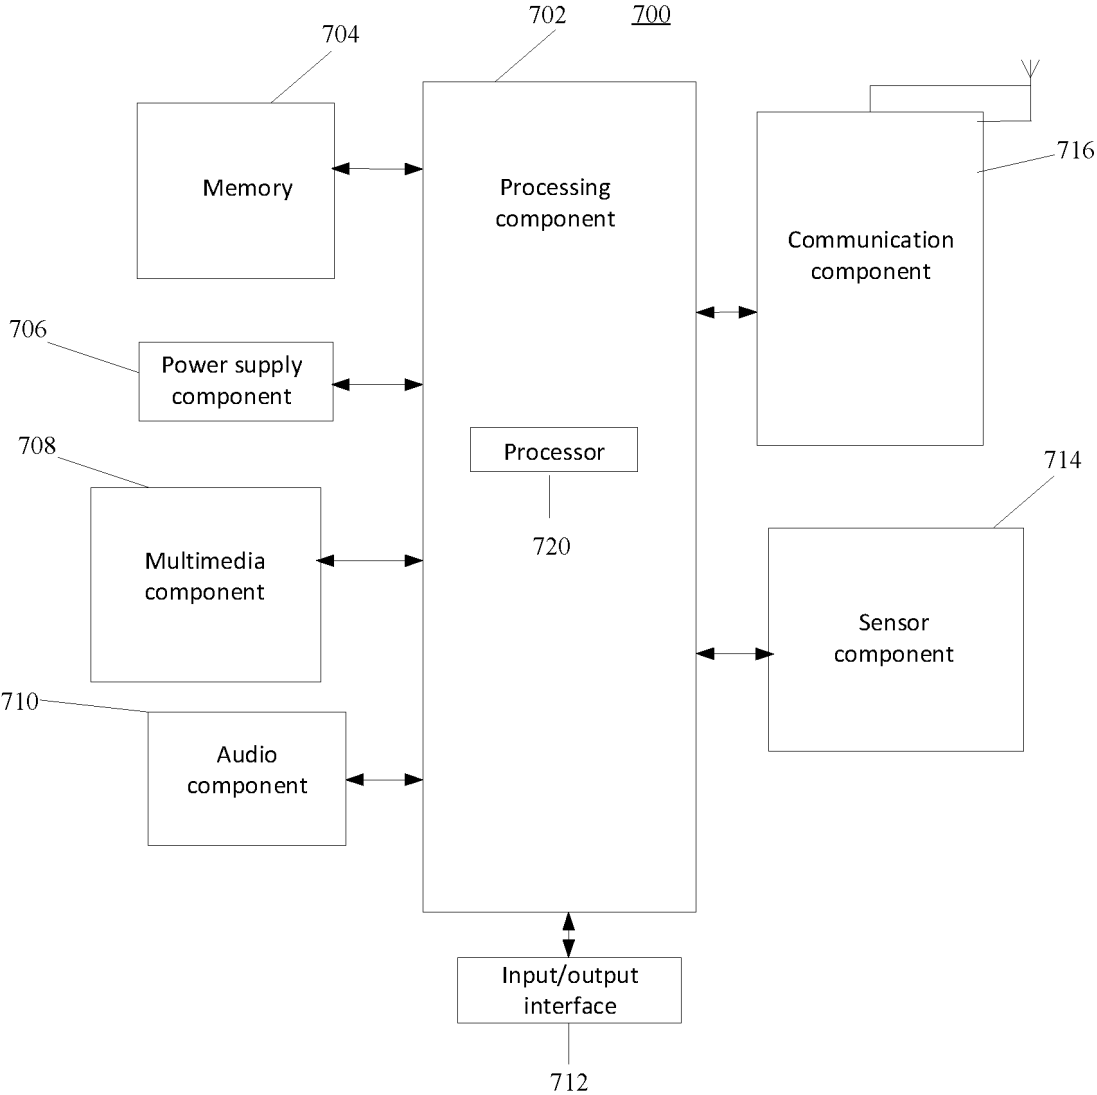 702
700
704
Memory
Processing
component
716
Communication
component
706
Power supply
component
708
Processor
720
714
Multimedia
component
Sensor
component
710
Audio
component
Input/output
interface
712